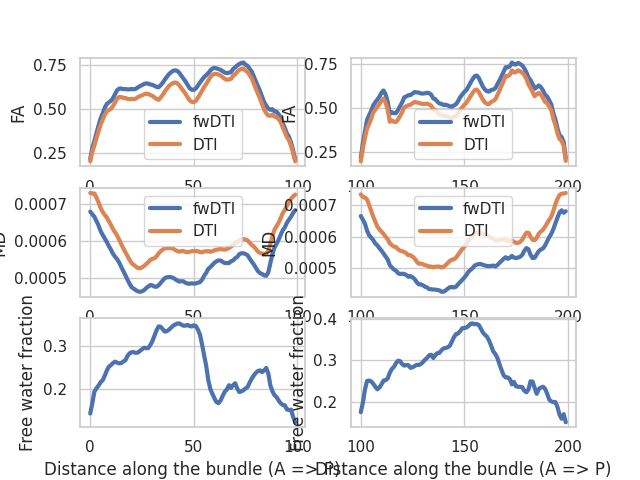 0.75
0.50
0.25
FA
fwDTI
DTI
0.75
0.50
0.25
FA
fwDTI
DTI
0 50 100
100 150 200
0.0007
0.0006
0.0005
MD
fwDTI
DTI
0.0007
0.0006
0.0005
MD
fwDTI
DTI
0 50 100
100 150 200
0.3
0.2
Free water fraction
0.4
0.3
0.2
Free water fraction
0 50 100
100 150 200
Distance along the bundle (A => P)
Distance along the bundle (A => P)